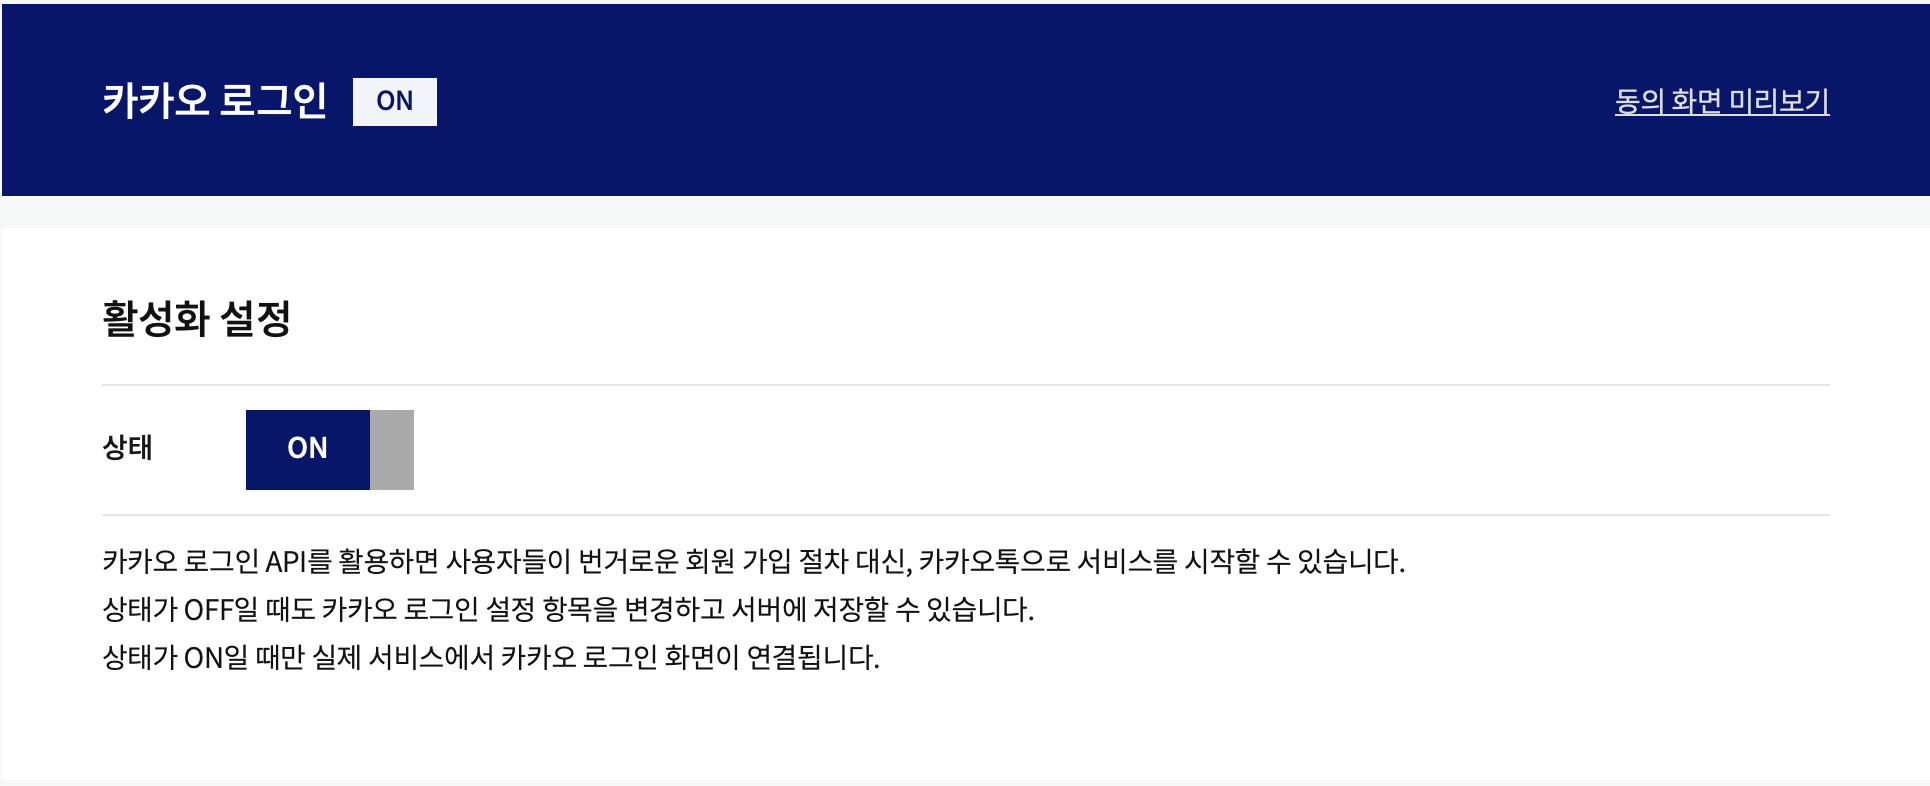 카카오 로그인 ON 동의 화면 미리보기
활성화 설정
상태 ON
카카오 로그인 API를 활용하면 사용자들이 번거로운 회원 가입 절차 대신, 카카오톡으로 서비스를 시작할 수 있습니다.
상태가 OFF일 때도 카카오 로그인 설정 항목을 변경하고 서버에 저장할 수 있습니다.
상태가 ON일 때만 실제 서비스에서 카카오 로그인 화면이 연결됩니다.